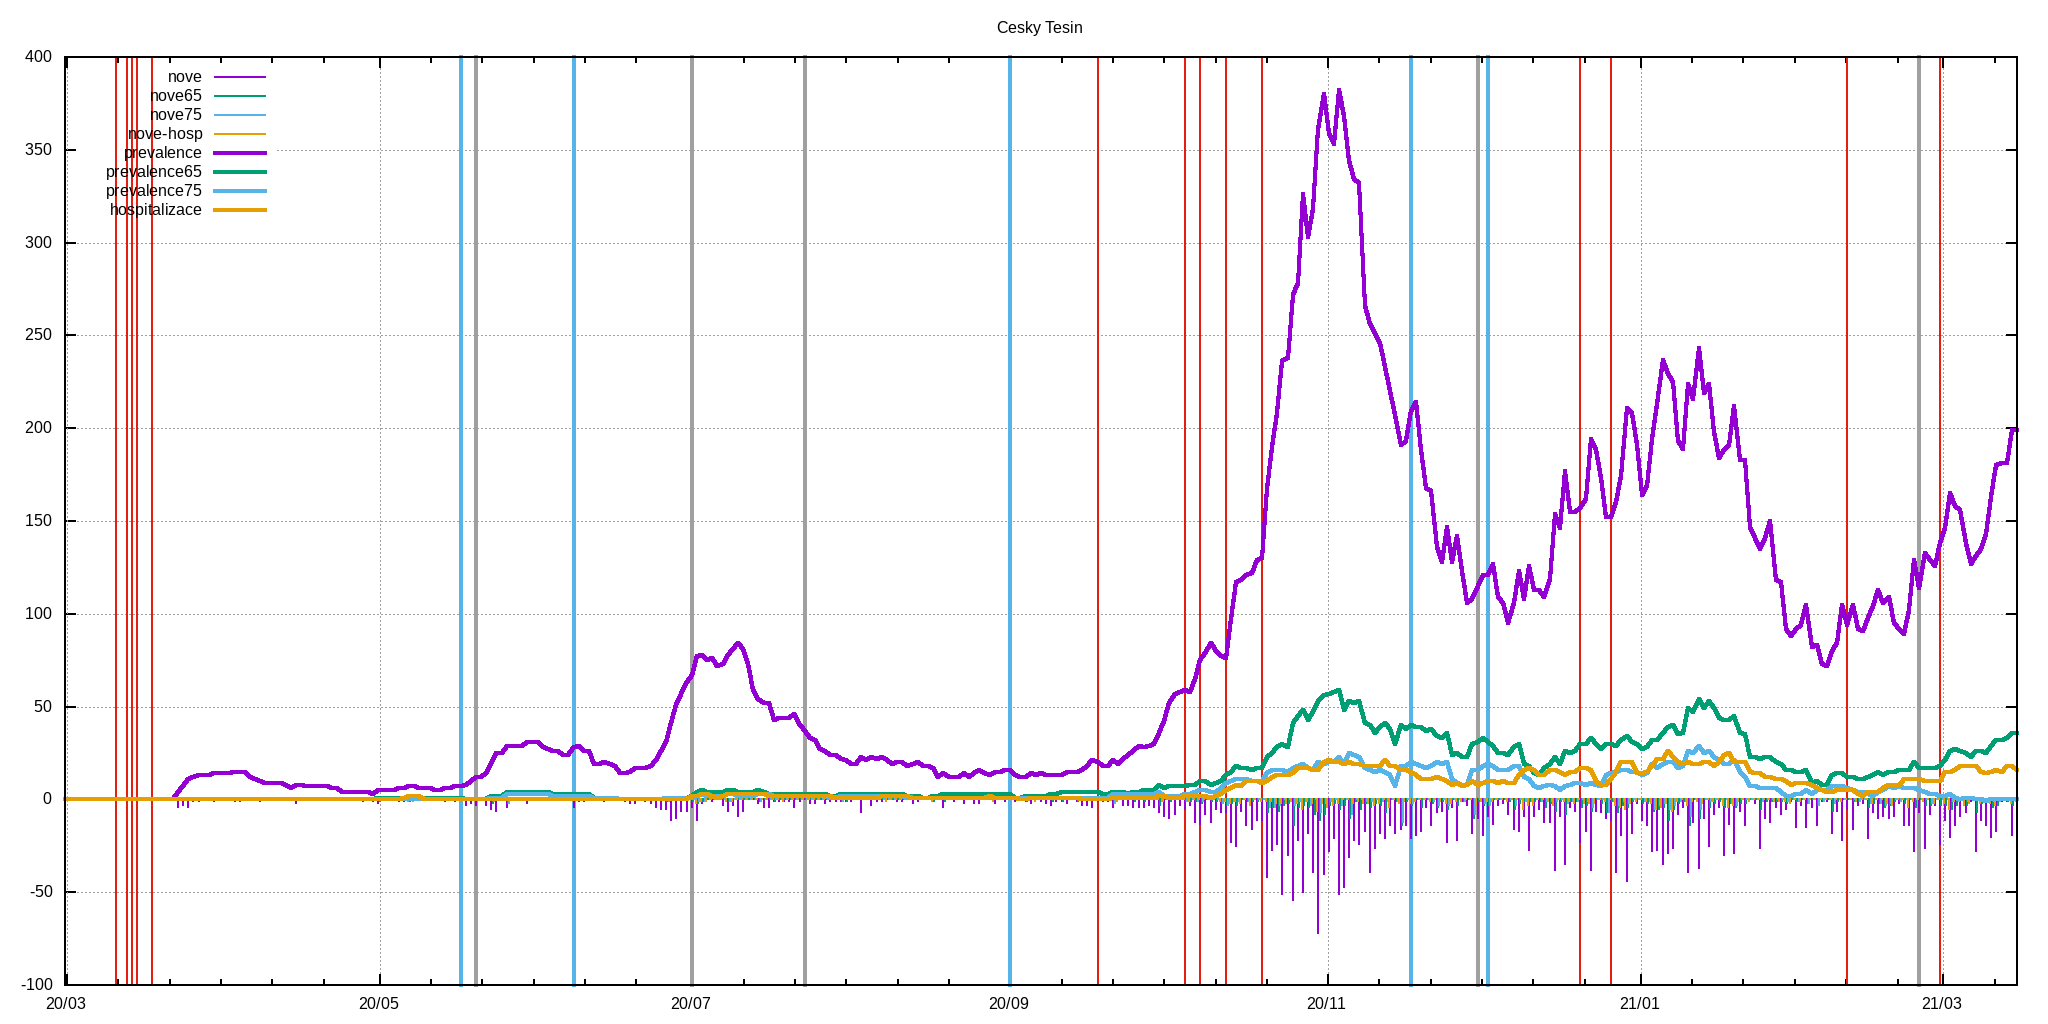 Cesky Tesin
400
350
300
250
200
150
100
50
0
-50
-100
nove
nove65
nove75
nove-hosp
prevalence
prevalence65
prevalence75
hospitalizace
20/03 20/05 20/07 20/09 20/11 21/01 21/03